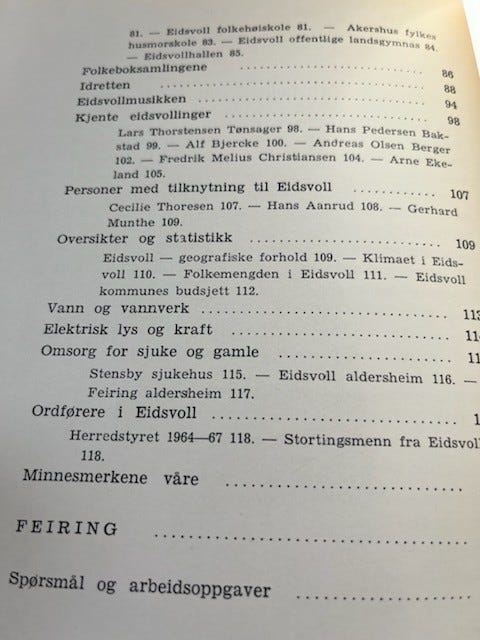 81. — Eidsvoll folkehøiskole 81. — Akershus fylkes
husmorskole 83. — Eidsvoll offentlige landsgymnas 84.
— Eidsvollhallen 85.
Folkeboksamlingene .......................... 86
Idretten .......................... 88
Eidsvollmusikken .......................... 94
Kjente eidsvollinger .......................... 98
Lars Thorstensen Tønsager 98. — Hans Pedersen Bak-
stad 99. — Alf Bjercke 100. — Andreas Olsen Berger
102. — Fredrik Melius Christiansen 104. — Arne Eke-
land 105.
Personer med tilknytning til Eidsvoll .............. 107
Cecilie Thoresen 107. — Hans Aanrud 108. — Gerhard
Munthe 109.
Oversikter og statistikk .......................... 109
Eidsvoll — geografiske forhold 109. — Klimaet i Eids-
voll 110. — Folkemengden i Eidsvoll 111. — Eidsvoll
kommunes budsjett 112.
Vann og vannverk .......................... 113
Elektrisk lys og kraft .......................... 11
Omsorg for sjuke og gamle .................... 11
Stensby sjukehus 115. — Eidsvoll aldersheim 116. —
Feiring aldersheim 117.
Ordførere i Eidsvoll .......................... 1
Herredstyret 1964—67 118. — Stortingsmenn fra Eidsvoll
118.
Minnesmerkene våre ..........................
FEIRING ..........................
Spørsmål og arbeidsoppgaver ....................